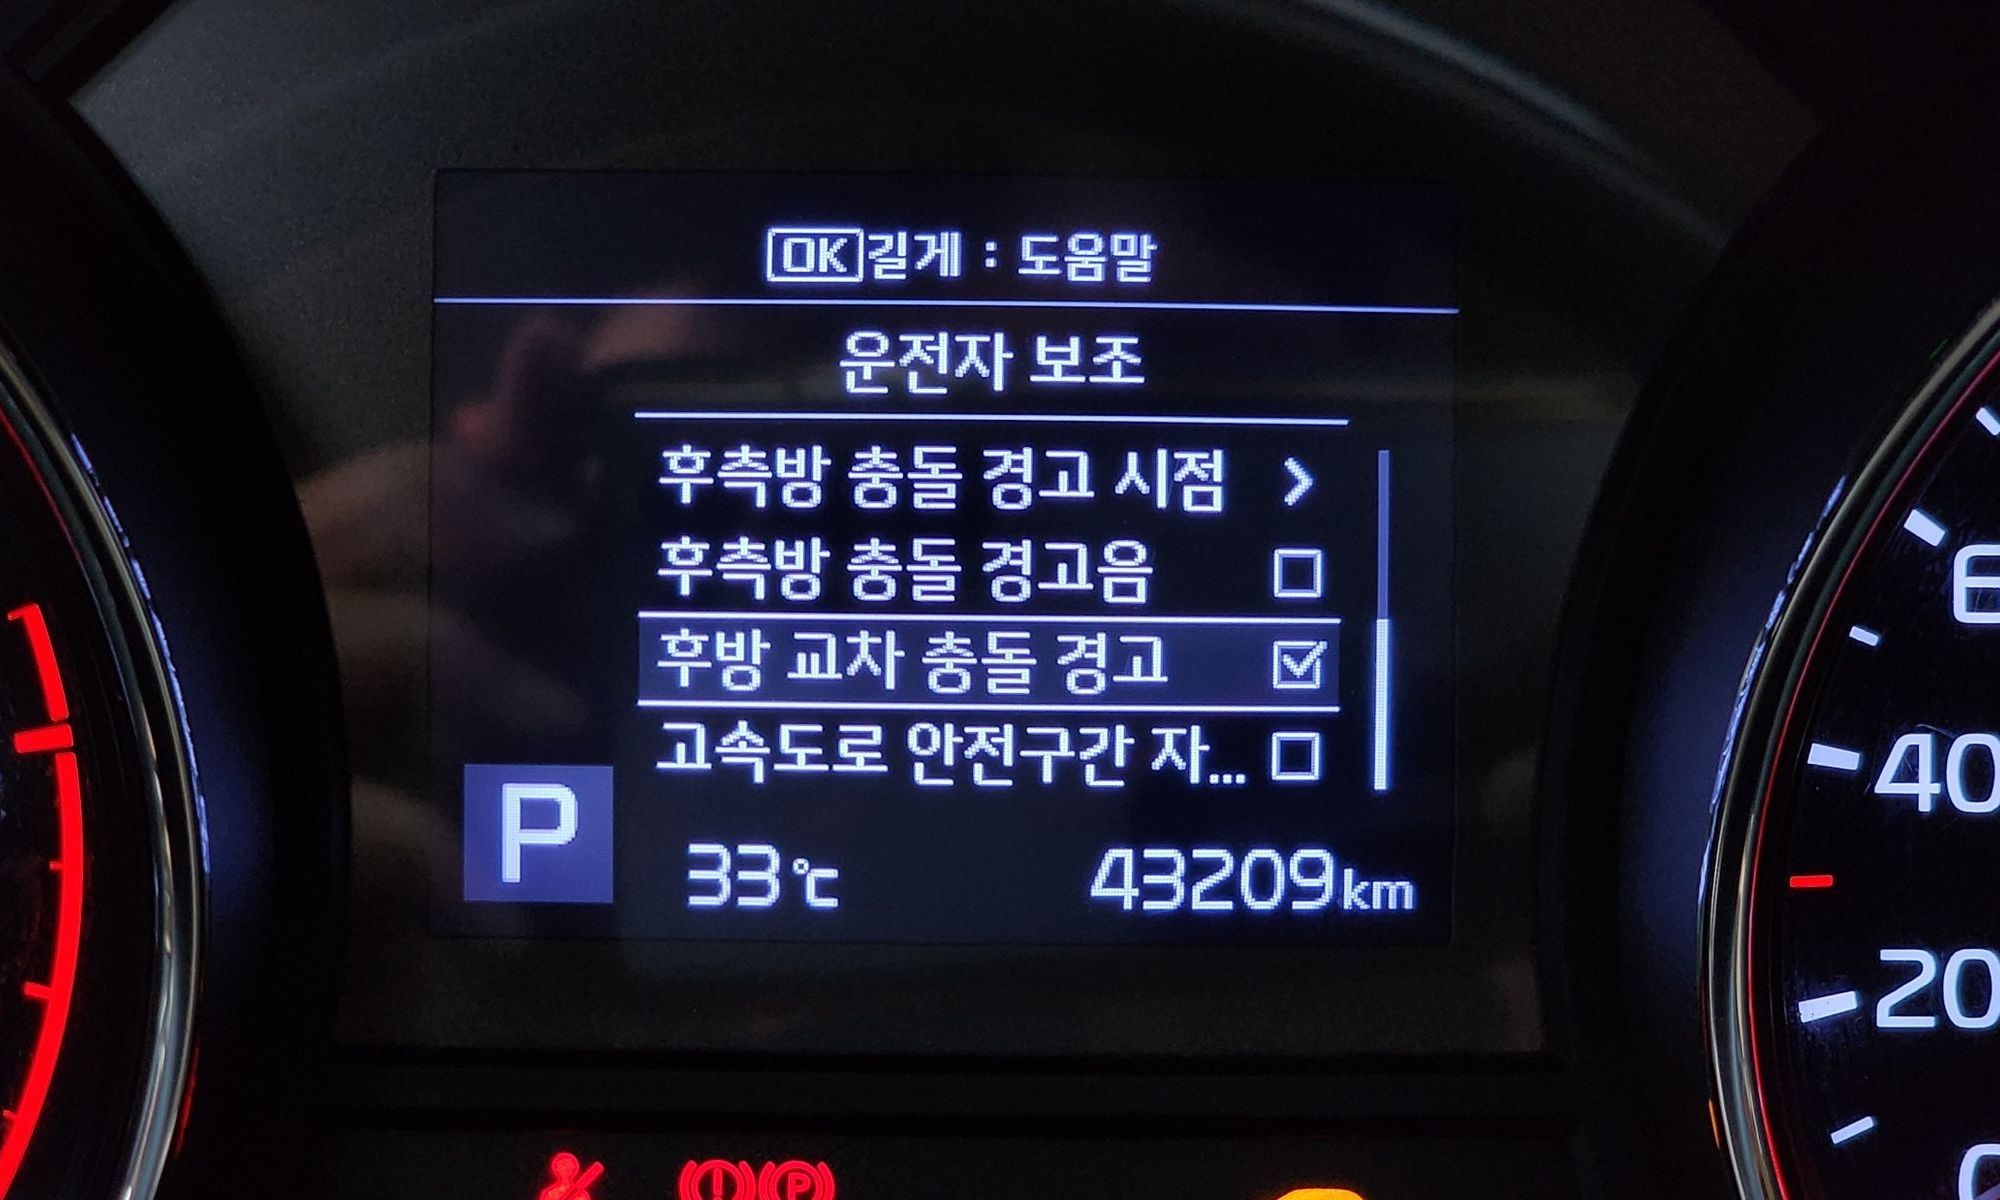 OK길게 : 도움말
운전자 보조
후측방 충돌 경고 시점 >
후측방 충돌 경고음
후방 교차 충돌 경고
고속도로 안전구간 자...
P
33℃ 43209km
40
20